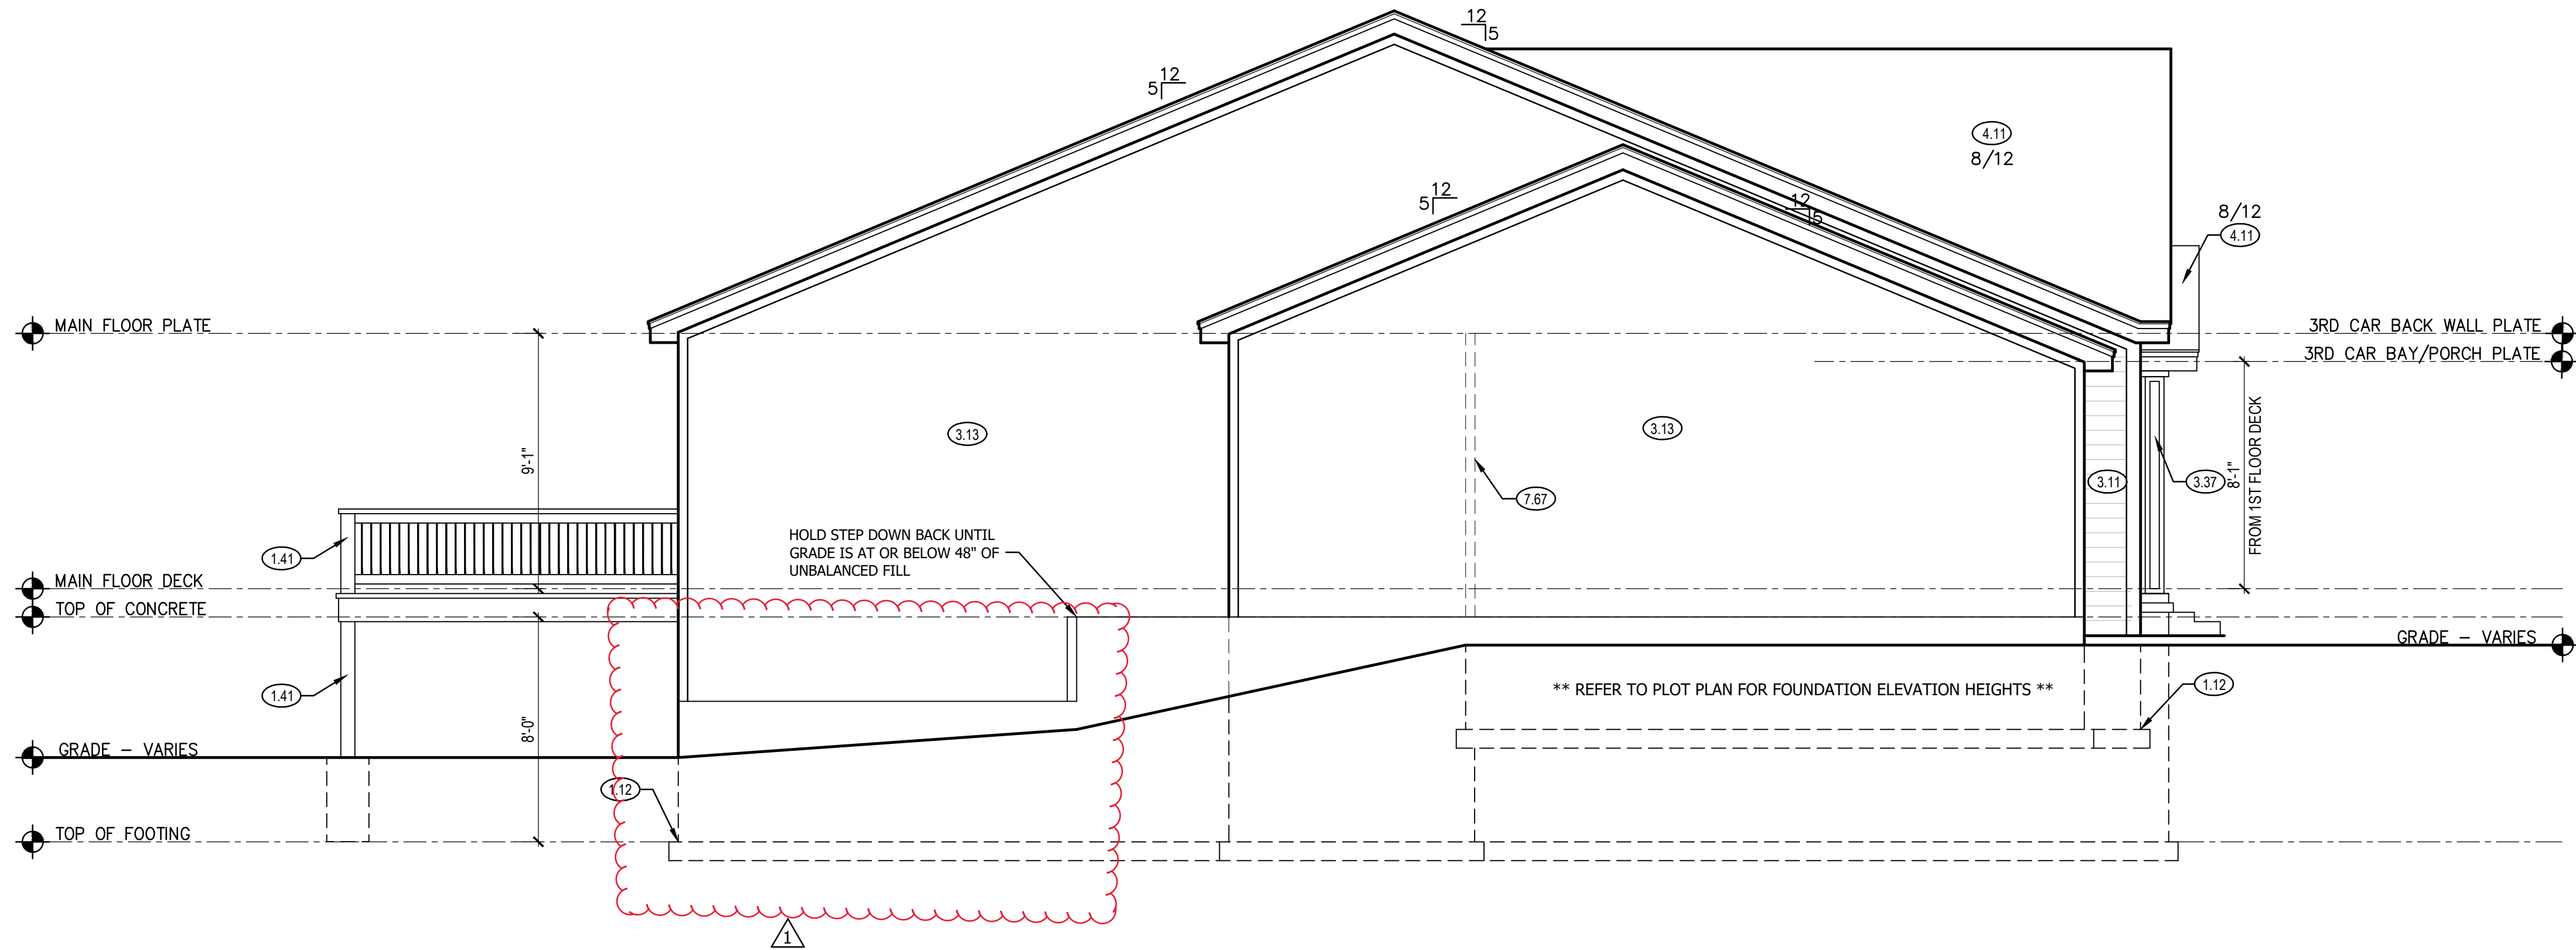 12
5
12
5
4.11
8/12
12
5
12
5
8/12
4.11
MAIN FLOOR PLATE
3RD CAR BACK WALL PLATE
3RD CAR BAY/PORCH PLATE
3.13
3.13
9'-1"
7.67
3.11
3.37
8'-1"
FROM 1ST FLOOR DECK
HOLD STEP DOWN BACK UNTIL
GRADE IS AT OR BELOW 48" OF
UNBALANCED FILL
1.41
MAIN FLOOR DECK
TOP OF CONCRETE
GRADE - VARIES
1.41
** REFER TO PLOT PLAN FOR FOUNDATION ELEVATION HEIGHTS **
1.12
8'-0"
GRADE - VARIES
1.12
TOP OF FOOTING
1